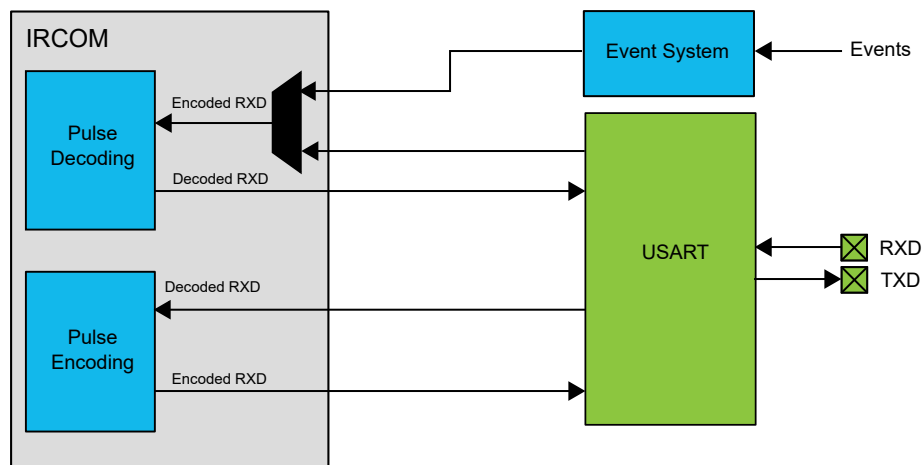 IRCOM
Event System
Events
Encoded RXD
Pulse
Decoding
Decoded RXD
USART
RXD
TXD
Decoded RXD
Pulse
Encoding
Encoded RXD